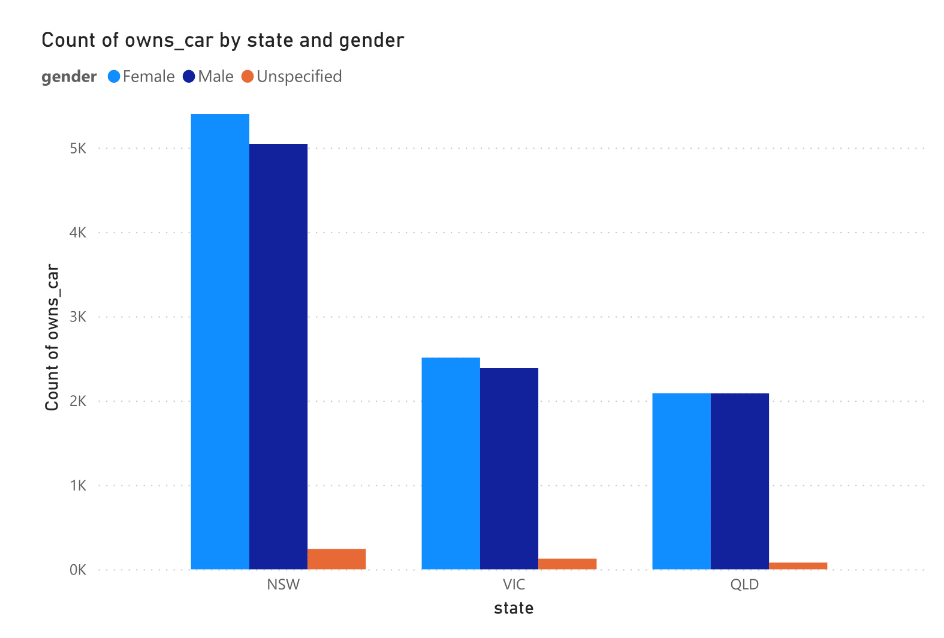 Count of owns_car by state and gender
gender Female Male Unspecified
5K
4K
3K
2K
1K
0K
Count of owns_car
NSW VIC QLD
state